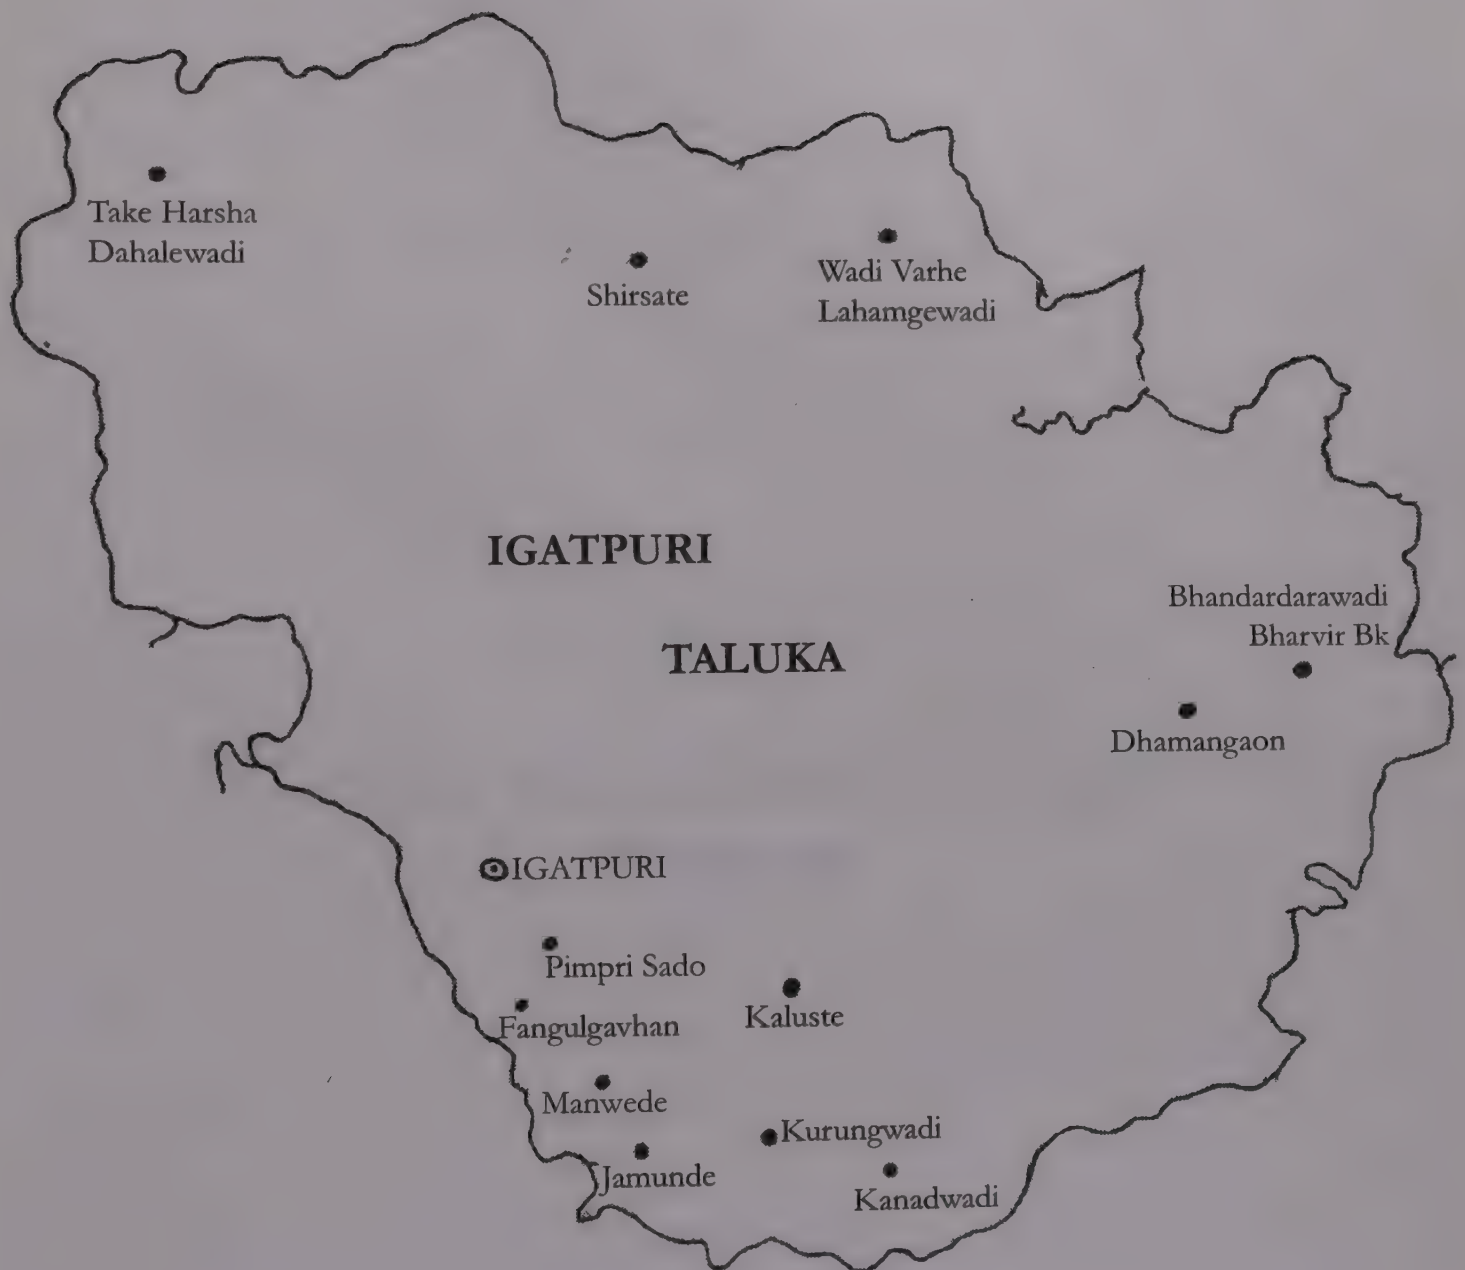 Take Harsha
Dahalewadi
Shirsate
Wadi Varhe
Lahamgewadi
IGATPURI
TALUKA
Bhandardarawadi
Bharvir Bk
Dhamangaon
IGATPURI
Pimpri Sado
Fangulgavhan
Kaluste
Manwede
Kurungwadi
Jamunde
Kanadwadi